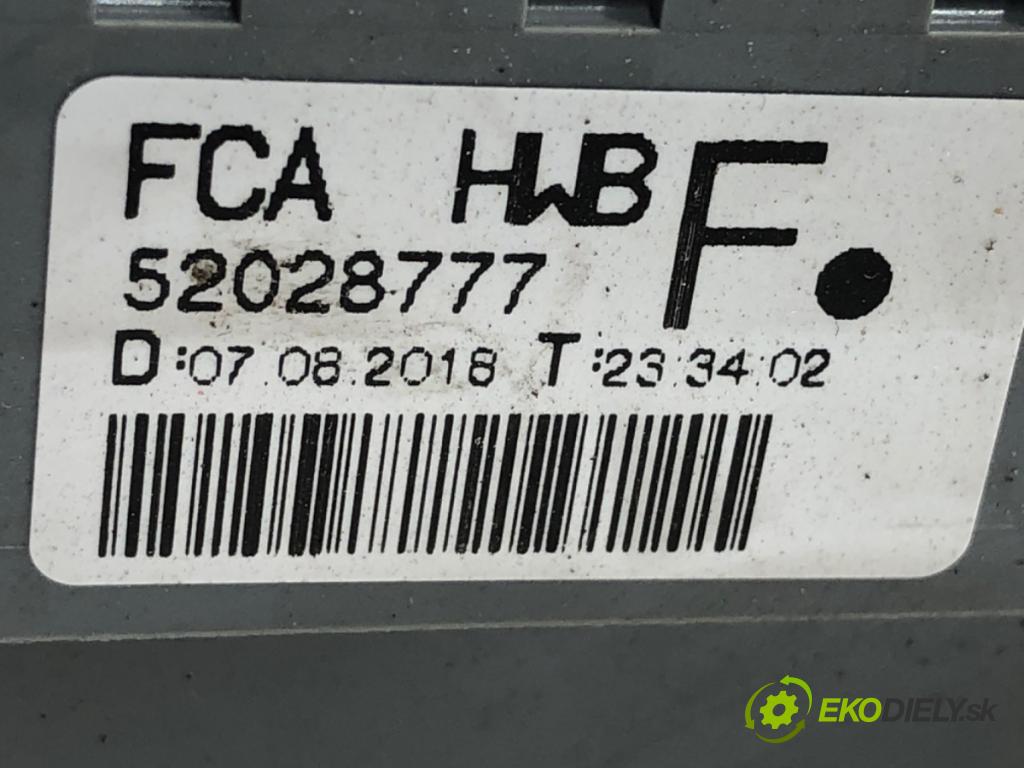 FCA HWB F.
52028777
D:07.08.2018 T:23:34:02
EKODIELY.sk